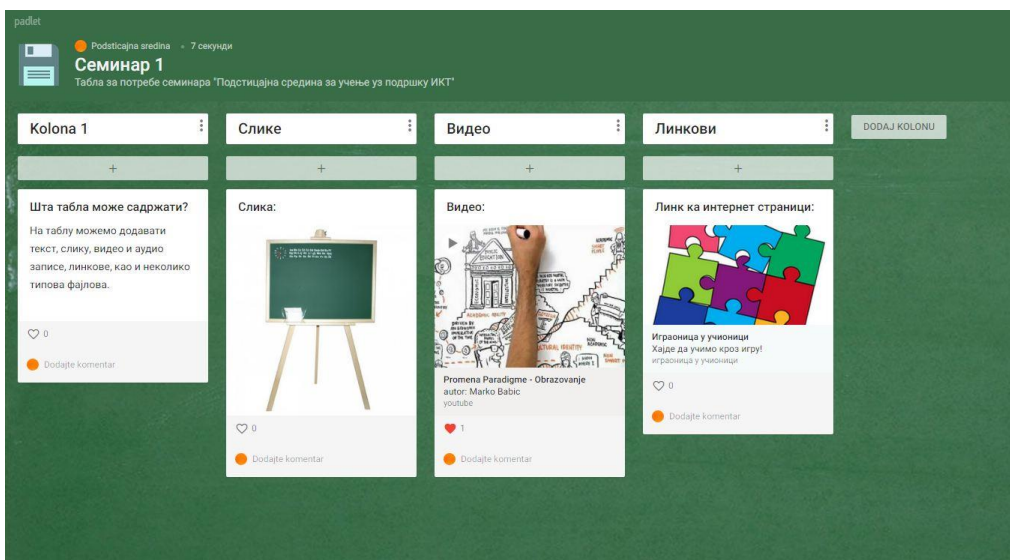 padlet
Podsticajna sredina • 7 секунди
Семинар 1
Табла за потребе семинара "Подстицајна средина за учење уз подршку ИКТ"
Kolona 1
Слике
Видео
Линкови
DODAJ KOLONU
Шта табла може садржати?
На таблу можемо додавати
текст, слику, видео и аудио
записе, линкове, као и неколико
типова фајлова.
0
Dodajte komentar
Слика:
0
Dodajte komentar
Видео:
PUBLIC
EDUCATION
Promena Paradigme - Obrazovanje
autor: Marko Babic
youtube
1
Dodajte komentar
Линк ка интернет страници:
Играоница у учионици
Хајде да учимо кроз игру!
играоница у учионици
0
Dodajte komentar